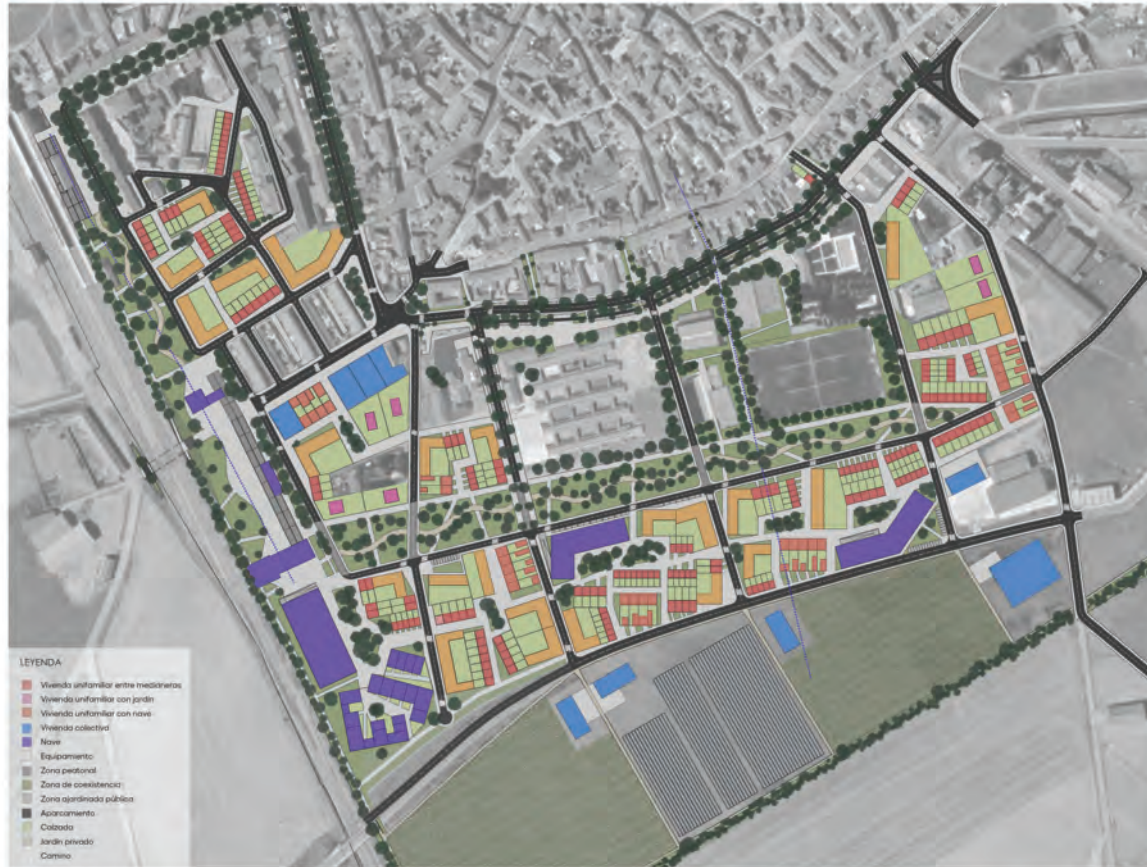 LEYENDA
Vivienda unifamiliar entre medianeras
Vivienda unifamiliar con jardín
Vivienda unifamiliar con nave
Vivienda colectiva
Nave
Equipamiento
Zona peatonal
Zona de coexistencia
Zona ajardinada pública
Aparcamiento
Calzada
Jardín privado
Camino